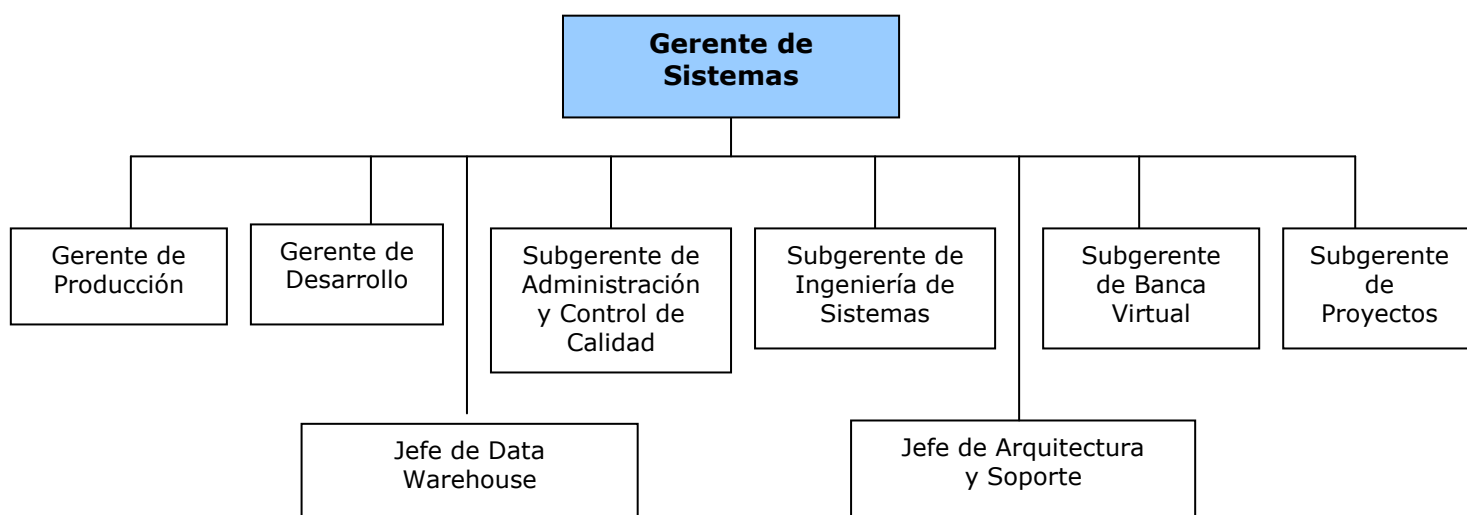 Gerente de
Sistemas
Gerente de
Producción
Gerente de
Desarrollo
Subgerente de
Administración
y Control de
Calidad
Subgerente de
Ingeniería de
Sistemas
Subgerente
de Banca
Virtual
Subgerente
de
Proyectos
Jefe de Data
Warehouse
Jefe de Arquitectura
y Soporte